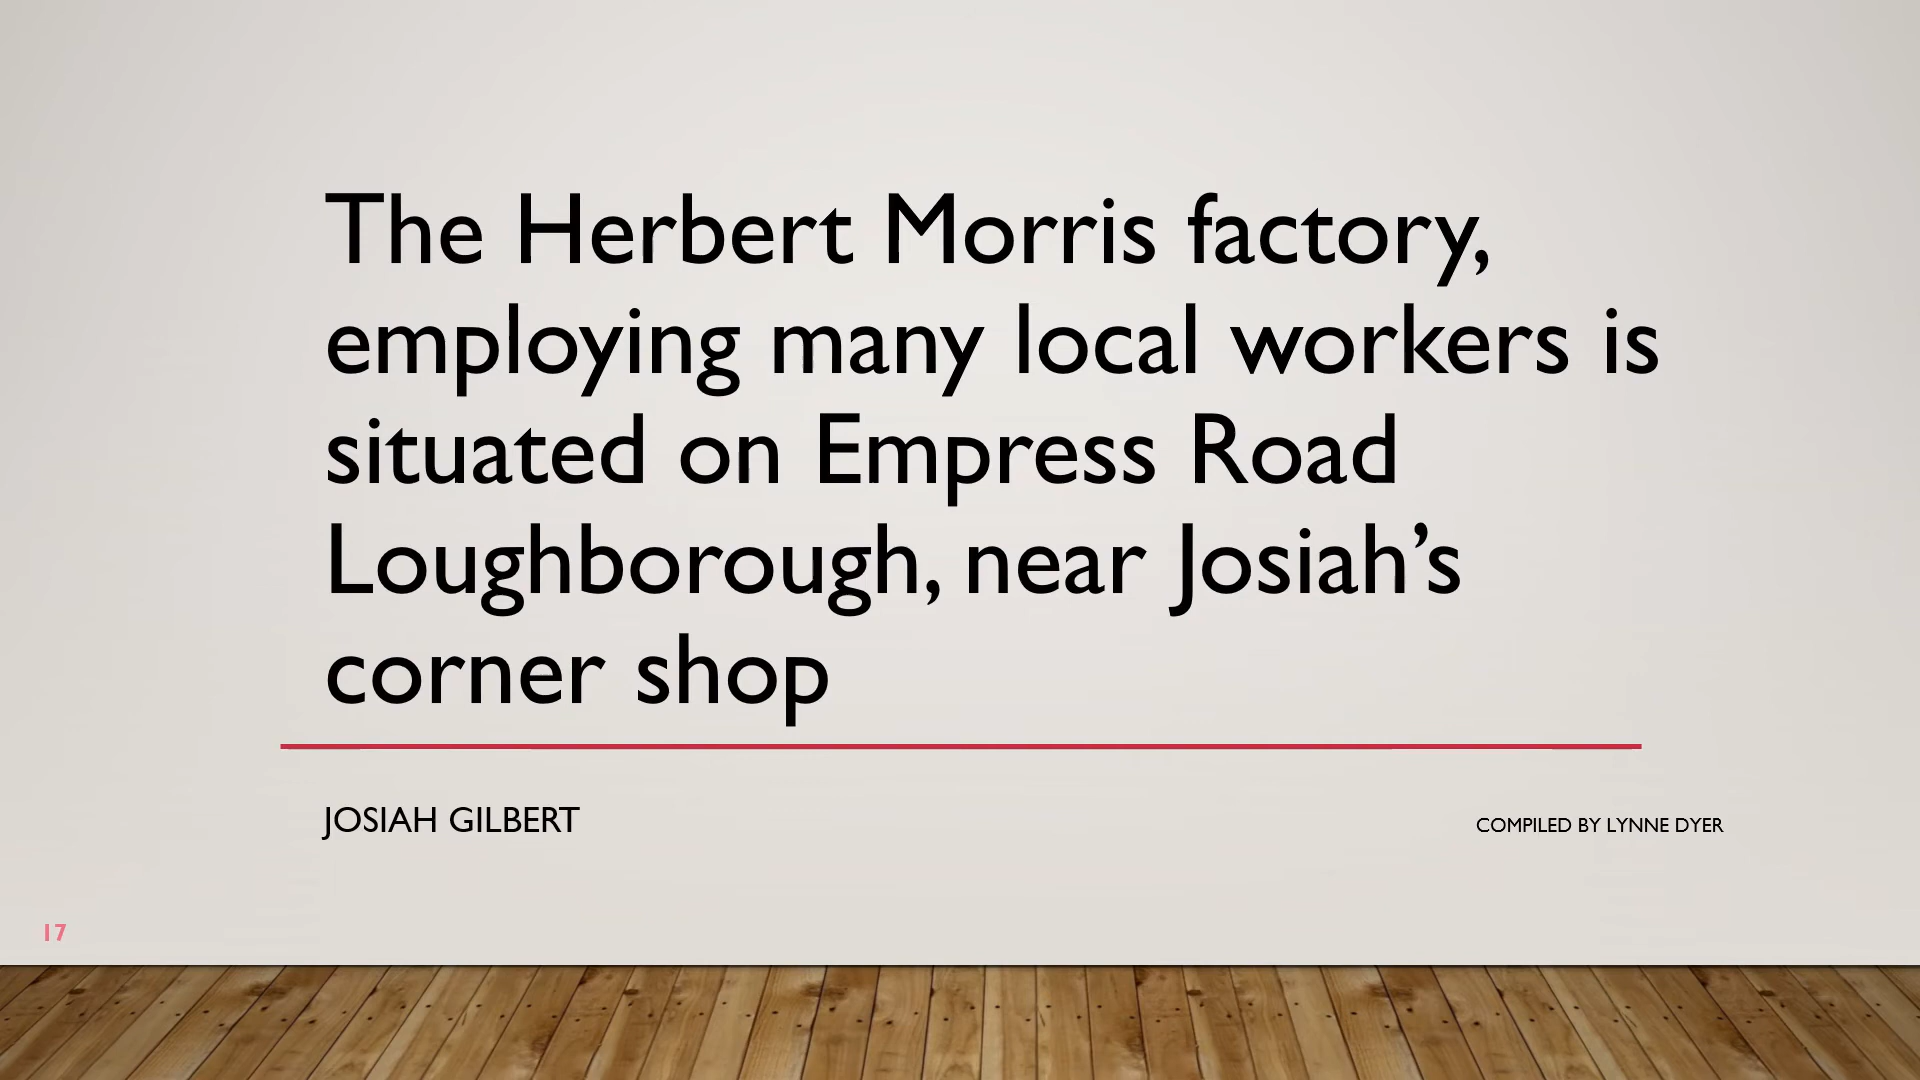 The Herbert Morris factory,
employing many local workers is
situated on Empress Road
Loughborough, near Josiah’s
corner shop
JOSIAH GILBERT
COMPILED BY LYNNE DYER
17